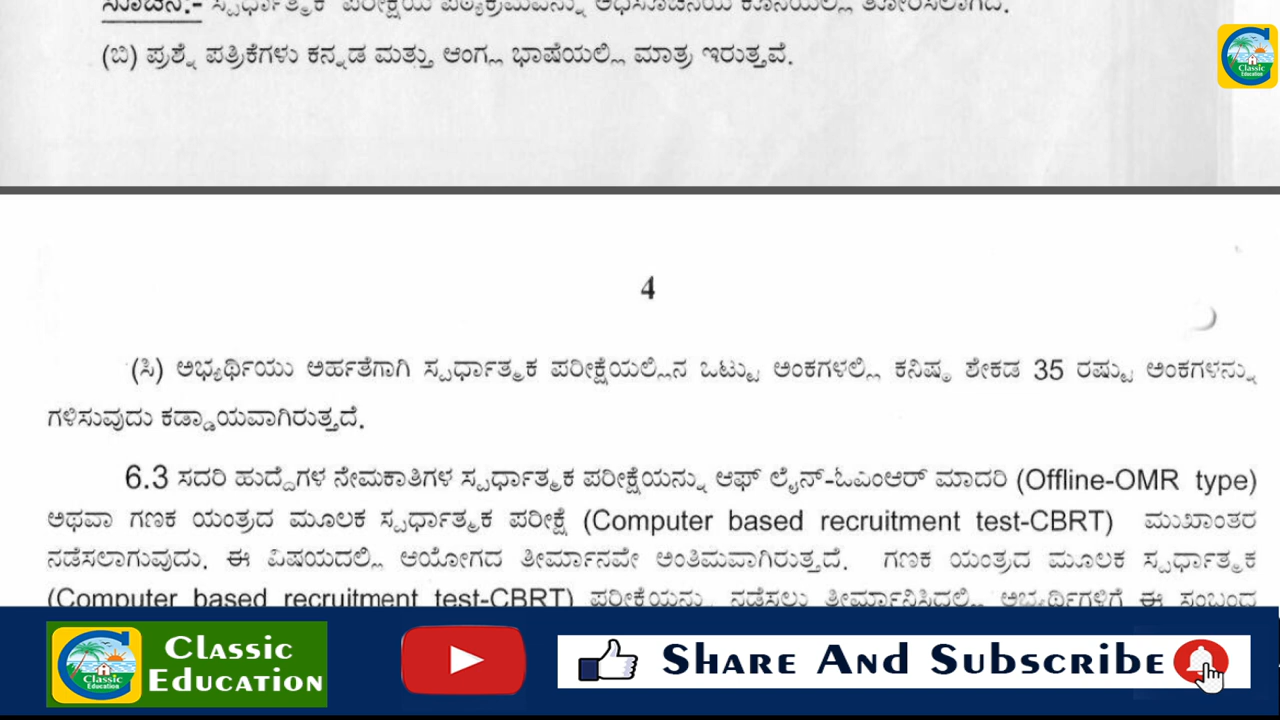 ಸೂಚನೆ:- ಸ್ಪರ್ಧಾತ್ಮಕ ಪರೀಕ್ಷೆಯ ಪಠ್ಯಕ್ರಮವನ್ನು ಅಧಿಸೂಚನೆಯ ಕೊನೆಯಲ್ಲಿ ತೋರಿಸಲಾಗಿದೆ.
(ಬಿ) ಪ್ರಶ್ನೆ ಪತ್ರಿಕೆಗಳು ಕನ್ನಡ ಮತ್ತು ಆಂಗ್ಲ ಭಾಷೆಯಲ್ಲಿ ಮಾತ್ರ ಇರುತ್ತವೆ.
Classic
Education
4
(ಸಿ) ಅಭ್ಯರ್ಥಿಯು ಅರ್ಹತೆಗಾಗಿ ಸ್ಪರ್ಧಾತ್ಮಕ ಪರೀಕ್ಷೆಯಲ್ಲಿನ ಒಟ್ಟು ಅಂಕಗಳಲ್ಲಿ ಕನಿಷ್ಠ ಶೇಕಡ 35 ರಷ್ಟು ಅಂಕಗಳನ್ನು
ಗಳಿಸುವುದು ಕಡ್ಡಾಯವಾಗಿರುತ್ತದೆ.
6.3 ಸದರಿ ಹುದ್ದೆಗಳ ನೇಮಕಾತಿಗಳ ಸ್ಪರ್ಧಾತ್ಮಕ ಪರೀಕ್ಷೆಯನ್ನು ಆಫ್ ಲೈನ್-ಓಎಂಆರ್ ಮಾದರಿ (Offline-OMR type)
ಅಥವಾ ಗಣಕ ಯಂತ್ರದ ಮೂಲಕ ಸ್ಪರ್ಧಾತ್ಮಕ ಪರೀಕ್ಷೆ (Computer based recruitment test-CBRT) ಮುಖಾಂತರ
ನಡೆಸಲಾಗುವುದು. ಈ ವಿಷಯದಲ್ಲಿ ಆಯೋಗದ ತೀರ್ಮಾನವೇ ಅಂತಿಮವಾಗಿರುತ್ತದೆ. ಗಣಕ ಯಂತ್ರದ ಮೂಲಕ ಸ್ಪರ್ಧಾತ್ಮಕ
(Computer based recruitment test-CBRT) ಪರೀಕ್ಷೆಯನ್ನು ನಡೆಸಲು ತೀರ್ಮಾನಿಸಿದಲ್ಲಿ ಅಭ್ಯರ್ಥಿಗಳಿಗೆ ಈ ಸಂಬಂದ
Classic
Education
Classic
Education
Share And Subscribe